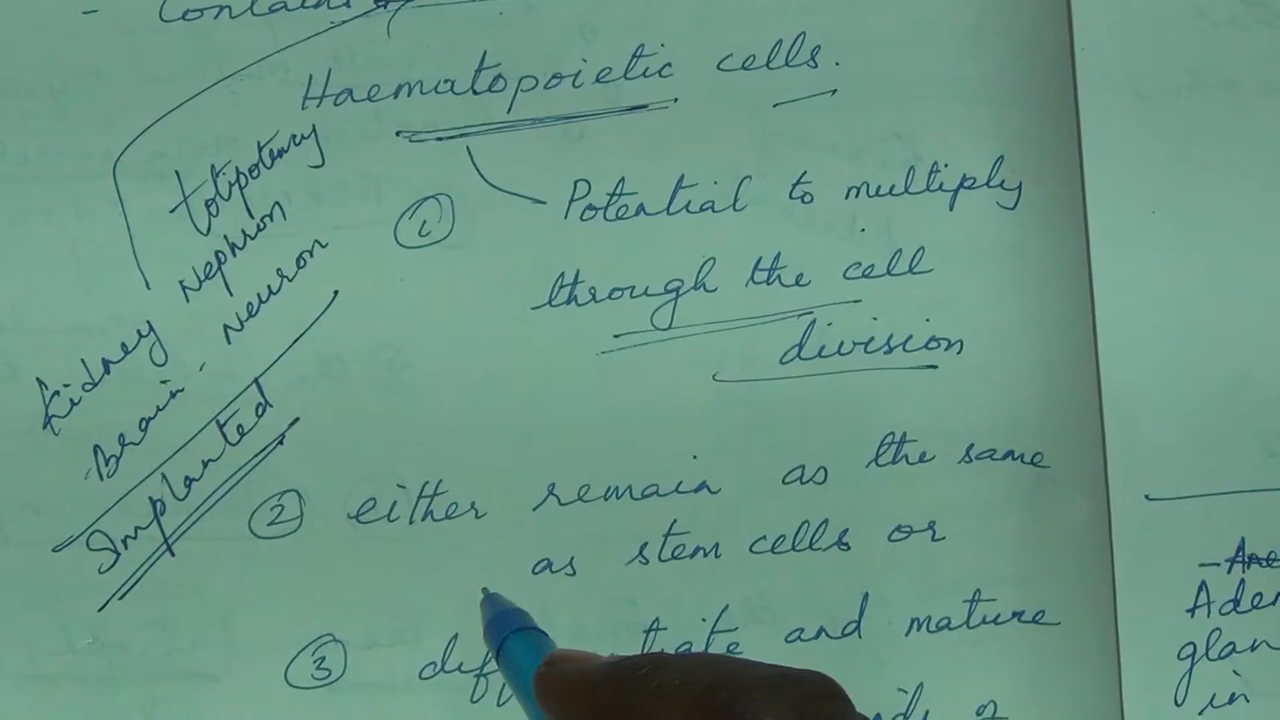 - Contains
Haematopoietic cells.
totipotency
Nephron
Kidney
Brain - Neuron
Implanted
① Potential to multiply
through the cell
division
② either remain as the same
as stem cells or
③ and mature
Aden
glan
in